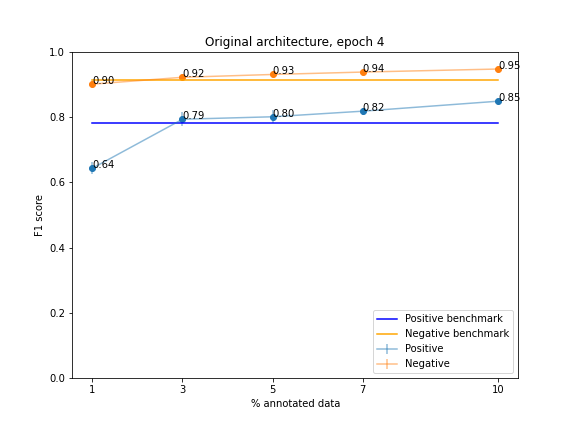 Original architecture, epoch 4
1.0
0.8
0.6
0.4
0.2
0.0
F1 score
0.90
0.92
0.93
0.94
0.95
0.64
0.79
0.80
0.82
0.85
Positive benchmark
Negative benchmark
Positive
Negative
1 3 5 7 10
% annotated data